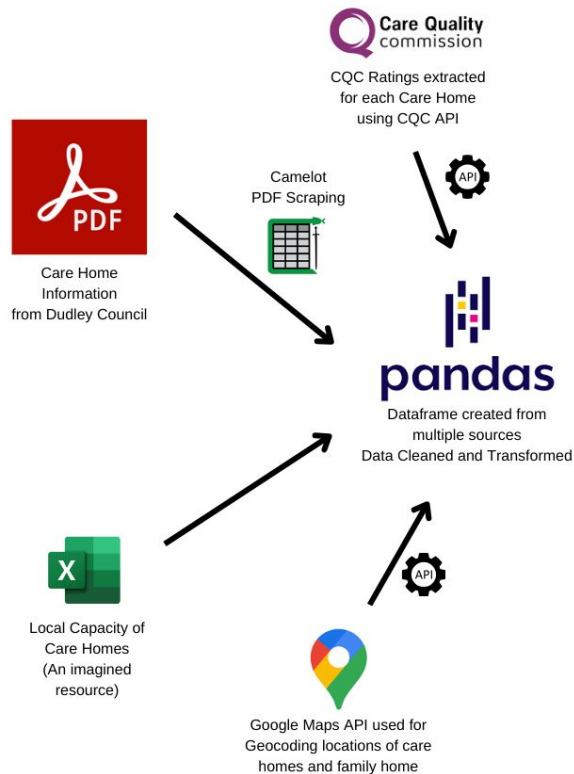 Care Quality
Commission
CQC Ratings extracted
for each Care Home
using CQC API
API
Camelot
PDF Scraping
PDF
Care Home
Information
from Dudley Council
pandas
Dataframe created from
multiple sources
Data Cleaned and Transformed
API
X
Local Capacity of
Care Homes
(An imagined
resource)
Google Maps API used for
Geocoding locations of care
homes and family home